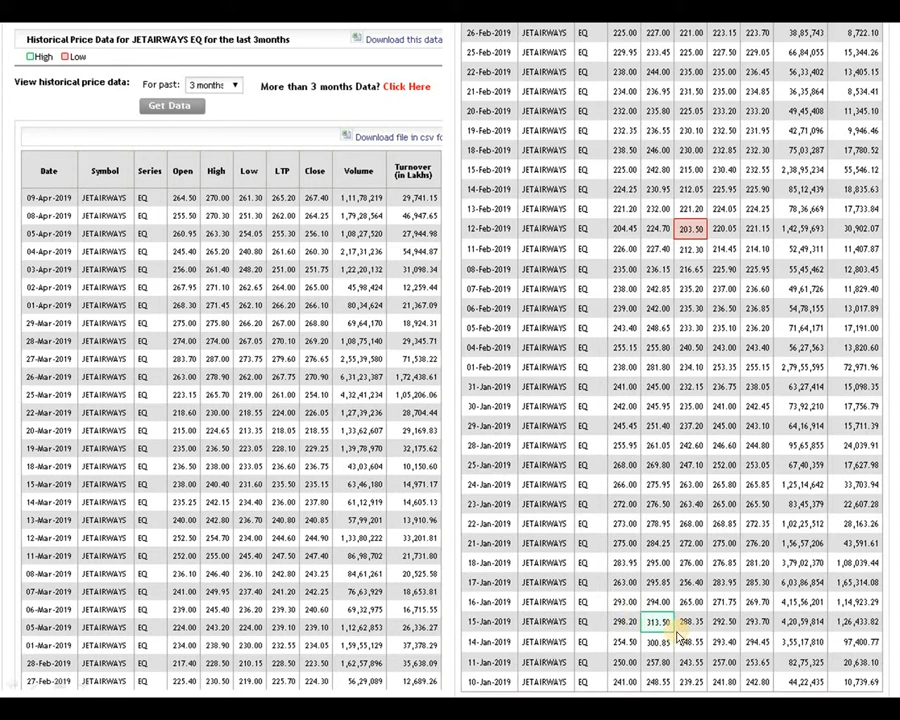 Historical Price Data for JETAIRWAYS EQ for the last 3months
Download this data
High Low
View historical price data: For past: 3 months More than 3 months Data? Click Here
Get Data
Download file in csv fo
Date Symbol Series Open High Low LTP Close Volume Turnover (in Lakhs)
09-Apr-2019 JETAIRWAYS EQ 264.50 270.00 261.30 265.20 267.40 1,11,78,219 29,741.15
08-Apr-2019 JETAIRWAYS EQ 255.50 270.30 251.30 262.00 264.25 1,79,28,564 46,947.65
05-Apr-2019 JETAIRWAYS EQ 260.95 263.30 254.05 255.30 256.25 1,08,27,520 27,944.98
04-Apr-2019 JETAIRWAYS EQ 245.40 265.20 240.80 261.60 260.30 2,17,31,236 54,944.87
03-Apr-2019 JETAIRWAYS EQ 256.00 261.40 248.20 251.00 251.75 1,22,20,132 31,098.34
02-Apr-2019 JETAIRWAYS EQ 267.95 271.10 262.65 264.00 265.00 45,98,424 12,259.44
01-Apr-2019 JETAIRWAYS EQ 268.30 271.45 262.10 266.20 266.10 80,34,624 21,367.09
29-Mar-2019 JETAIRWAYS EQ 275.00 275.80 266.20 267.00 268.80 69,64,170 18,924.31
28-Mar-2019 JETAIRWAYS EQ 274.00 274.00 267.05 270.10 269.20 1,08,75,140 29,345.71
27-Mar-2019 JETAIRWAYS EQ 283.70 287.00 273.75 279.60 276.65 2,55,39,580 71,538.22
26-Mar-2019 JETAIRWAYS EQ 263.00 278.90 262.00 267.75 270.90 6,31,23,387 1,72,438.61
25-Mar-2019 JETAIRWAYS EQ 223.15 265.70 219.00 261.00 254.10 4,32,41,234 1,05,206.06
22-Mar-2019 JETAIRWAYS EQ 218.60 230.00 218.55 224.00 226.05 1,27,39,236 28,704.44
20-Mar-2019 JETAIRWAYS EQ 215.00 224.65 213.35 218.05 217.55 1,33,62,607 29,169.83
19-Mar-2019 JETAIRWAYS EQ 236.40 238.10 223.05 228.10 229.25 1,39,78,970 32,175.62
18-Mar-2019 JETAIRWAYS EQ 236.50 238.00 233.05 236.60 236.75 43,03,604 10,150.60
15-Mar-2019 JETAIRWAYS EQ 238.00 240.40 231.60 235.50 235.15 63,46,180 14,971.17
14-Mar-2019 JETAIRWAYS EQ 235.25 242.15 234.40 236.00 237.80 61,12,919 14,605.13
13-Mar-2019 JETAIRWAYS EQ 240.00 242.80 236.70 240.80 240.85 57,99,201 13,910.96
12-Mar-2019 JETAIRWAYS EQ 252.50 254.70 234.00 244.60 244.90 1,33,80,222 33,201.81
11-Mar-2019 JETAIRWAYS EQ 252.00 255.00 245.40 247.50 247.40 86,98,702 21,731.80
08-Mar-2019 JETAIRWAYS EQ 236.10 246.30 236.10 242.80 243.25 84,61,261 20,525.58
07-Mar-2019 JETAIRWAYS EQ 241.00 249.95 237.40 241.00 242.25 76,63,929 18,653.81
06-Mar-2019 JETAIRWAYS EQ 239.00 245.40 236.20 239.30 240.60 69,32,755 16,715.55
05-Mar-2019 JETAIRWAYS EQ 224.00 243.20 224.00 239.10 239.05 1,12,62,853 26,336.27
01-Mar-2019 JETAIRWAYS EQ 234.00 238.90 230.00 232.55 232.55 1,59,55,129 37,378.29
28-Feb-2019 JETAIRWAYS EQ 217.40 228.50 210.30 226.20 225.10 1,62,57,896 35,638.09
27-Feb-2019 JETAIRWAYS EQ 225.40 230.50 219.00 225.70 224.30 56,29,089 12,689.26
26-Feb-2019 JETAIRWAYS EQ 225.00 227.00 221.00 223.15 223.70 38,85,743 8,722.10
25-Feb-2019 JETAIRWAYS EQ 229.95 233.45 225.00 227.50 229.05 66,84,055 15,344.26
22-Feb-2019 JETAIRWAYS EQ 238.00 244.00 235.00 235.00 236.45 56,33,402 13,405.15
21-Feb-2019 JETAIRWAYS EQ 234.00 236.95 231.50 234.00 234.85 36,35,864 8,534.41
20-Feb-2019 JETAIRWAYS EQ 232.00 235.80 225.05 233.20 233.20 49,45,408 11,345.10
19-Feb-2019 JETAIRWAYS EQ 232.35 236.55 230.10 232.50 231.95 42,71,096 9,946.46
18-Feb-2019 JETAIRWAYS EQ 238.50 246.00 230.00 232.85 232.75 75,03,287 17,780.52
15-Feb-2019 JETAIRWAYS EQ 225.00 242.80 215.00 230.40 232.55 2,38,95,234 55,546.12
14-Feb-2019 JETAIRWAYS EQ 224.25 230.95 212.05 225.90 225.85 85,12,439 18,835.63
13-Feb-2019 JETAIRWAYS EQ 221.20 232.00 221.20 224.05 224.25 78,36,669 17,733.84
12-Feb-2019 JETAIRWAYS EQ 204.45 224.70 203.50 220.05 221.15 1,42,59,693 30,902.07
11-Feb-2019 JETAIRWAYS EQ 226.00 227.40 212.30 214.45 214.10 52,49,311 11,407.87
08-Feb-2019 JETAIRWAYS EQ 235.00 236.15 216.65 225.90 225.95 55,45,462 12,803.45
07-Feb-2019 JETAIRWAYS EQ 238.00 242.85 235.20 237.00 236.60 49,61,726 11,829.40
06-Feb-2019 JETAIRWAYS EQ 239.00 242.00 235.30 236.50 236.85 54,78,155 13,017.89
05-Feb-2019 JETAIRWAYS EQ 243.40 248.65 233.30 235.10 236.20 71,64,171 17,191.00
04-Feb-2019 JETAIRWAYS EQ 255.15 255.80 240.50 243.00 243.40 56,27,563 13,820.60
01-Feb-2019 JETAIRWAYS EQ 238.00 281.80 234.10 253.35 255.15 2,79,55,595 72,971.96
31-Jan-2019 JETAIRWAYS EQ 241.00 245.00 232.15 236.75 238.05 63,27,414 15,098.35
30-Jan-2019 JETAIRWAYS EQ 242.00 245.95 235.00 241.00 242.45 73,92,210 17,756.79
29-Jan-2019 JETAIRWAYS EQ 245.45 251.40 237.20 245.00 243.10 64,16,914 15,711.39
28-Jan-2019 JETAIRWAYS EQ 255.95 261.05 242.60 246.60 244.80 95,65,855 24,039.91
25-Jan-2019 JETAIRWAYS EQ 268.00 269.80 247.10 252.00 253.05 67,40,359 17,627.98
24-Jan-2019 JETAIRWAYS EQ 266.00 275.95 263.00 265.80 265.80 1,25,14,642 33,703.94
23-Jan-2019 JETAIRWAYS EQ 272.00 276.50 263.40 265.00 265.50 83,45,379 22,607.28
22-Jan-2019 JETAIRWAYS EQ 273.00 278.95 268.00 268.85 272.35 1,02,25,512 28,163.26
21-Jan-2019 JETAIRWAYS EQ 275.00 284.25 272.00 275.00 276.10 1,56,57,206 43,591.61
18-Jan-2019 JETAIRWAYS EQ 283.95 295.00 276.00 276.85 281.20 3,79,02,370 1,08,039.44
17-Jan-2019 JETAIRWAYS EQ 263.00 295.85 256.40 283.95 285.30 6,03,86,854 1,65,314.08
16-Jan-2019 JETAIRWAYS EQ 293.00 294.00 265.00 271.75 269.70 4,15,56,201 1,14,923.29
15-Jan-2019 JETAIRWAYS EQ 298.20 313.50 288.35 292.50 293.70 4,20,59,814 1,26,433.82
14-Jan-2019 JETAIRWAYS EQ 254.50 300.85 293.40 294.45 3,55,17,810 97,400.77
11-Jan-2019 JETAIRWAYS EQ 250.00 257.80 243.55 257.00 253.65 82,75,325 20,638.10
10-Jan-2019 JETAIRWAYS EQ 241.00 248.55 239.25 241.80 242.80 44,22,435 10,739.69